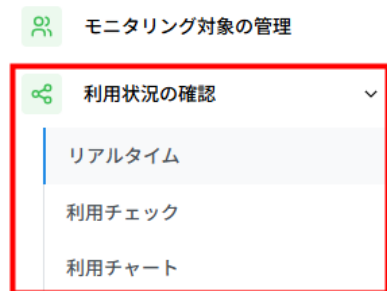 モニタリング対象の管理
利用状況の確認
リアルタイム
利用チェック
利用チャート